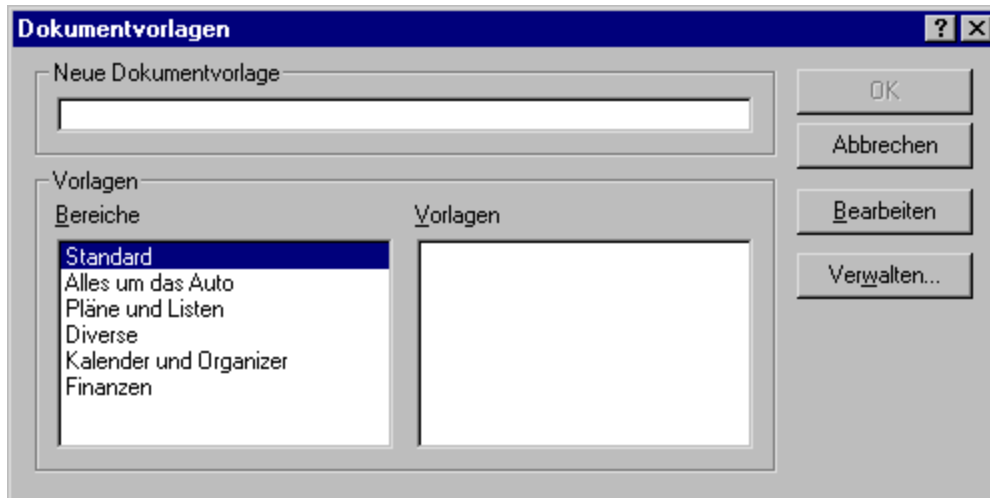 Dokumentvorlagen
Neue Dokumentvorlage
OK
Abbrechen
Vorlagen
Bereiche
Vorlagen
Bearbeiten
Standard
Alles um das Auto
Pläne und Listen
Diverse
Kalender und Organizer
Finanzen
Verwalten...